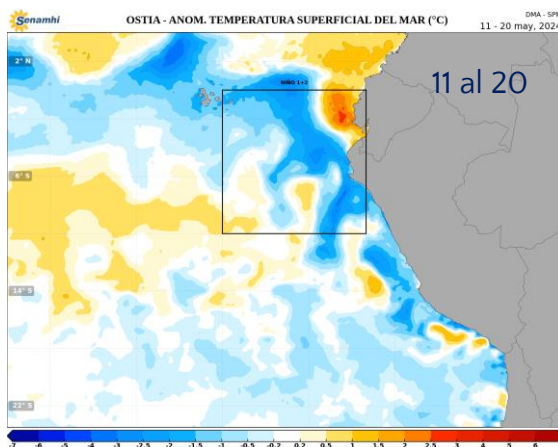 Senamhi
OSTIA - ANOM. TEMPERATURA SUPERFICIAL DEL MAR (°C)
DMA - SPM
11 - 20 may, 2024
11 al 20
2° N
NIÑO 1+2
6° S
14° S
22° S
-7 -6 -5 -4 -3 -2.5 -2 -1.5 -1 -0.5 -0.2 0.2 0.5 1 1.5 2 2.5 3 4 5 6